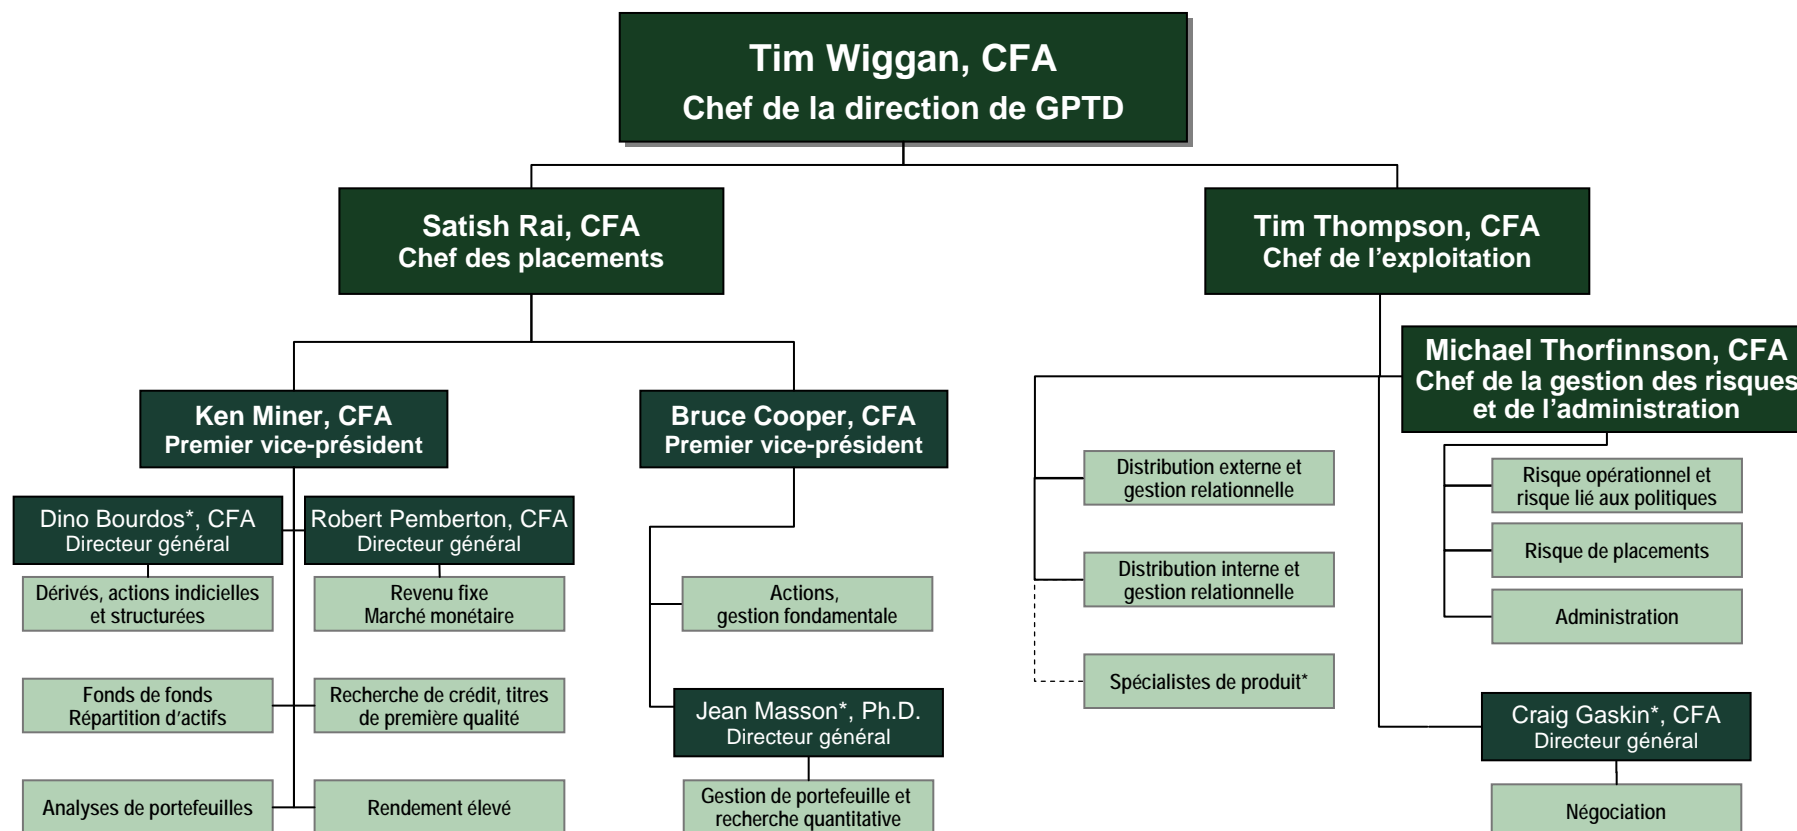 Tim Wiggan, CFA
Chef de la direction de GPTD
Satish Rai, CFA
Chef des placements
Tim Thompson, CFA
Chef de l’exploitation
Michael Thorfinnson, CFA
Chef de la gestion des risques
et de l’administration
Ken Miner, CFA
Premier vice-président
Bruce Cooper, CFA
Premier vice-président
Dino Bourdos*, CFA
Directeur général
Robert Pemberton, CFA
Directeur général
Dérivés, actions indicielles
et structurées
Revenu fixe
Marché monétaire
Fonds de fonds
Répartition d’actifs
Recherche de crédit, titres
de première qualité
Analyses de portefeuilles
Rendement élevé
Actions,
gestion fondamentale
Jean Masson*, Ph.D.
Directeur général
Gestion de portefeuille et
recherche quantitative
Distribution externe et
gestion relationnelle
Distribution interne et
gestion relationnelle
Spécialistes de produit*
Risque opérationnel et
risque lié aux politiques
Risque de placements
Administration
Craig Gaskin*, CFA
Directeur général
Négociation